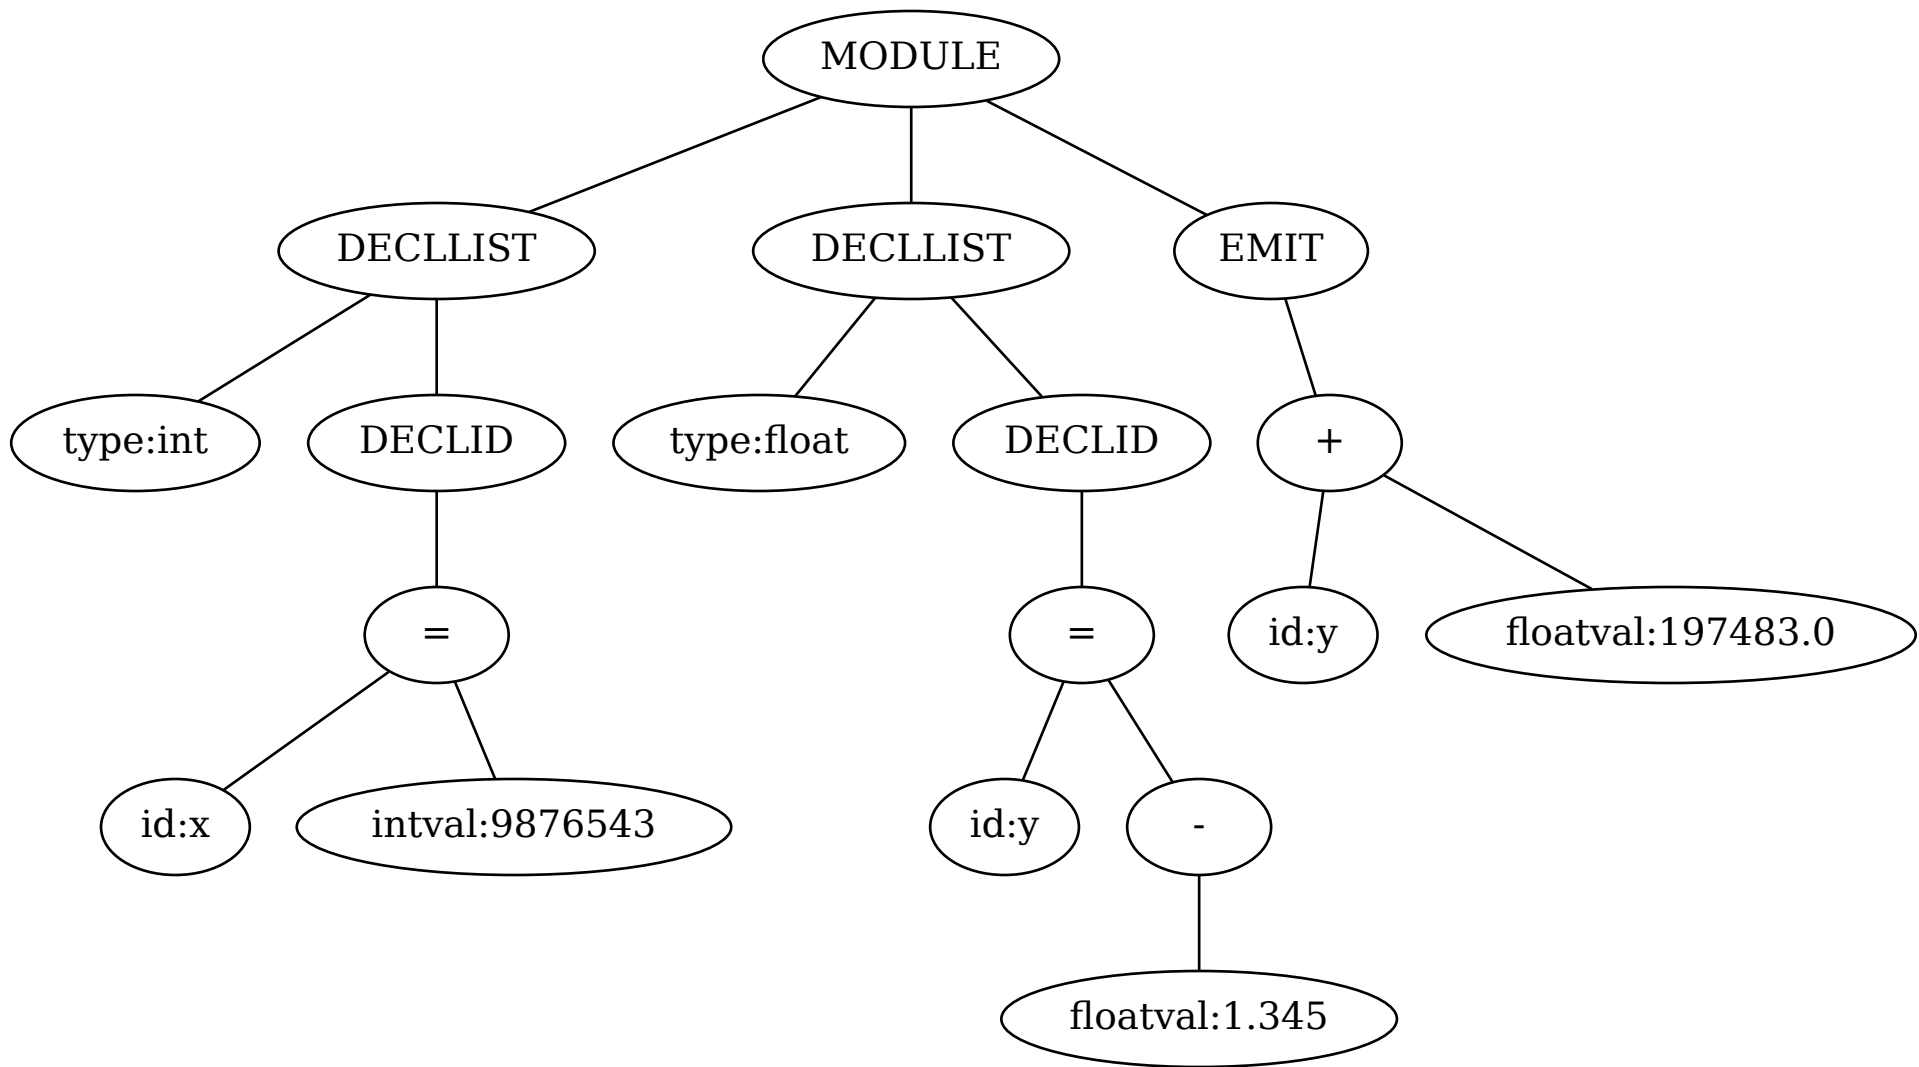 MODULE
DECLLIST
DECLLIST
EMIT
type:int
DECLID
type:float
DECLID
+
=
=
id:y
floatval:197483.0
id:x
intval:9876543
id:y
-
floatval:1.345